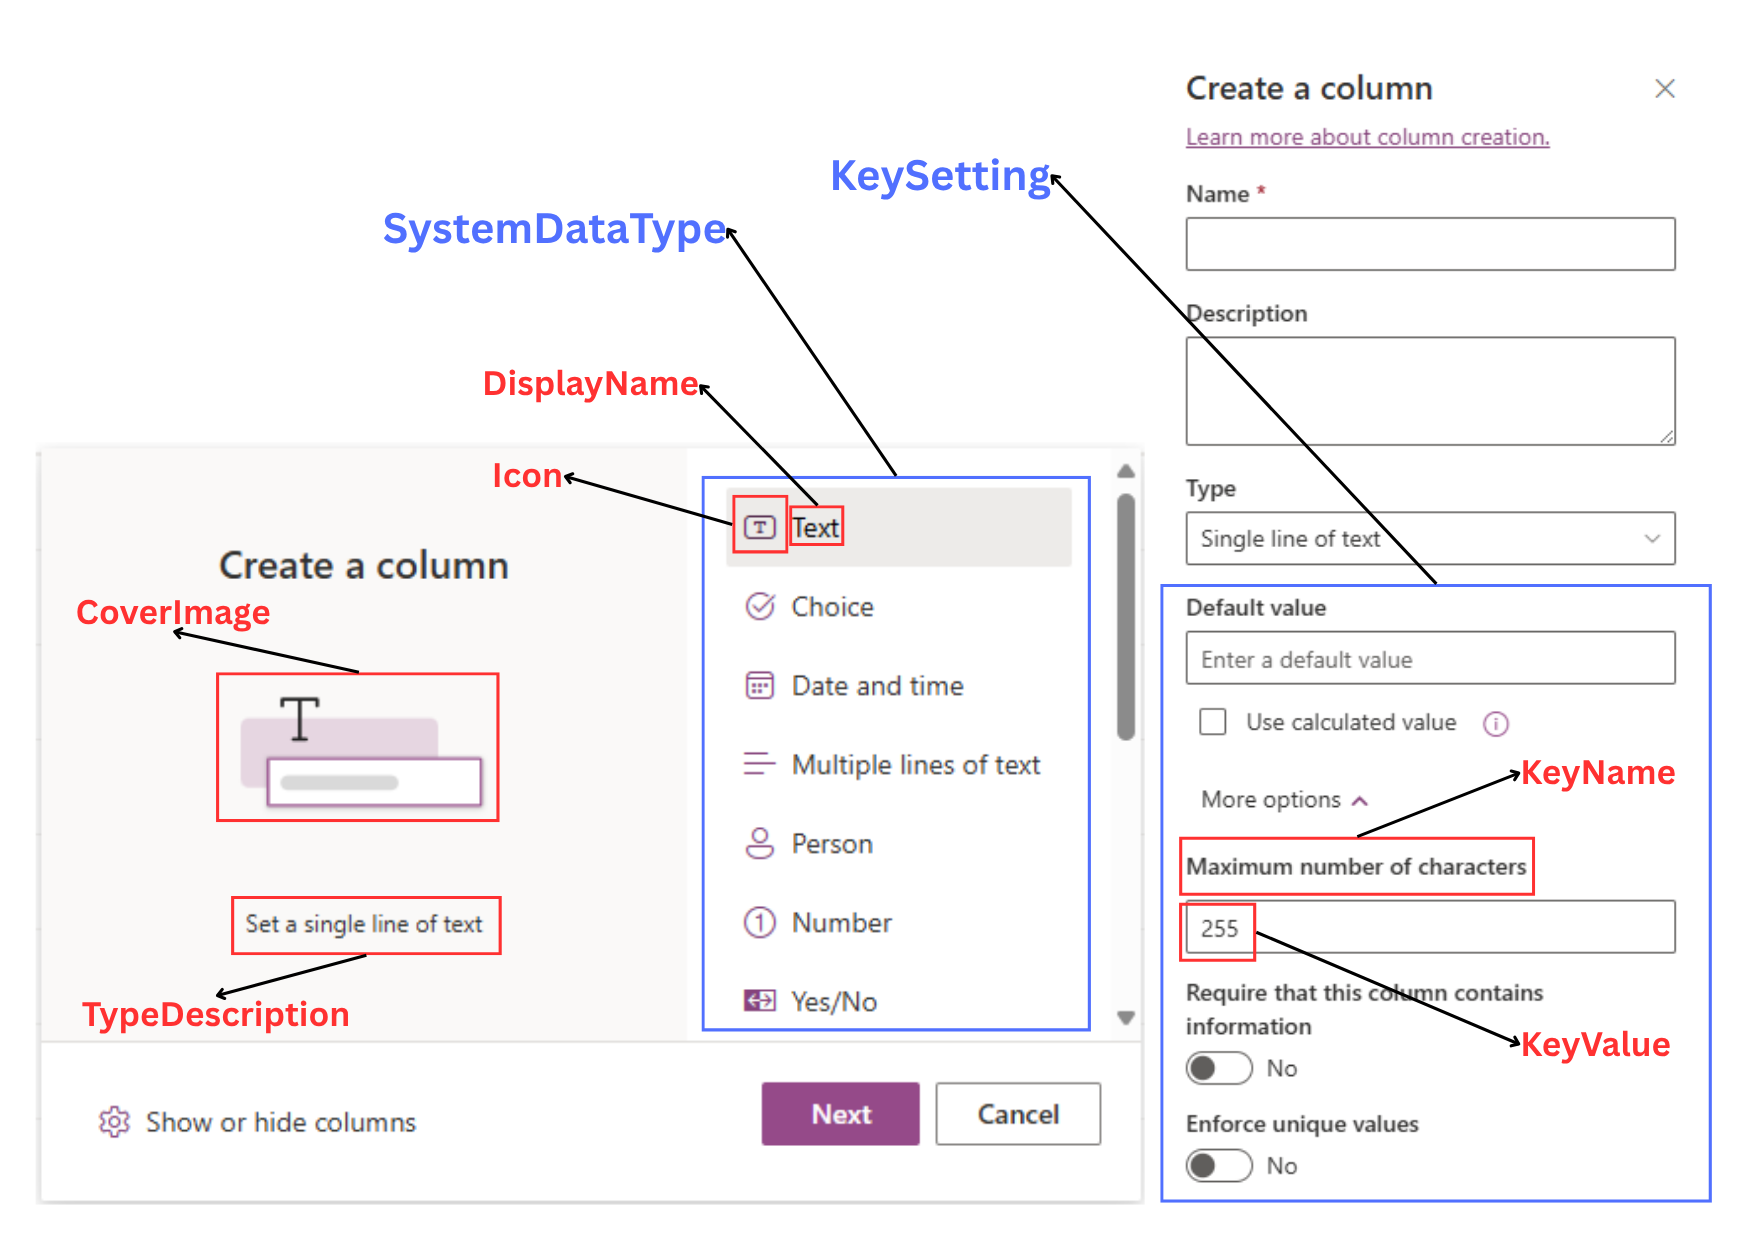 Create a column
Learn more about column creation.
KeySetting
Name *
SystemDataType
Description
DisplayName
Icon
Type
Single line of text
T
Text
Create a column
CoverImage
Choice
Default value
Enter a default value
T
Date and time
Use calculated value
i
Multiple lines of text
KeyName
More options
Person
Maximum number of characters
Set a single line of text
1
Number
255
TypeDescription
Yes/No
Require that this column contains
information
KeyValue
No
Show or hide columns
Next
Cancel
Enforce unique values
No